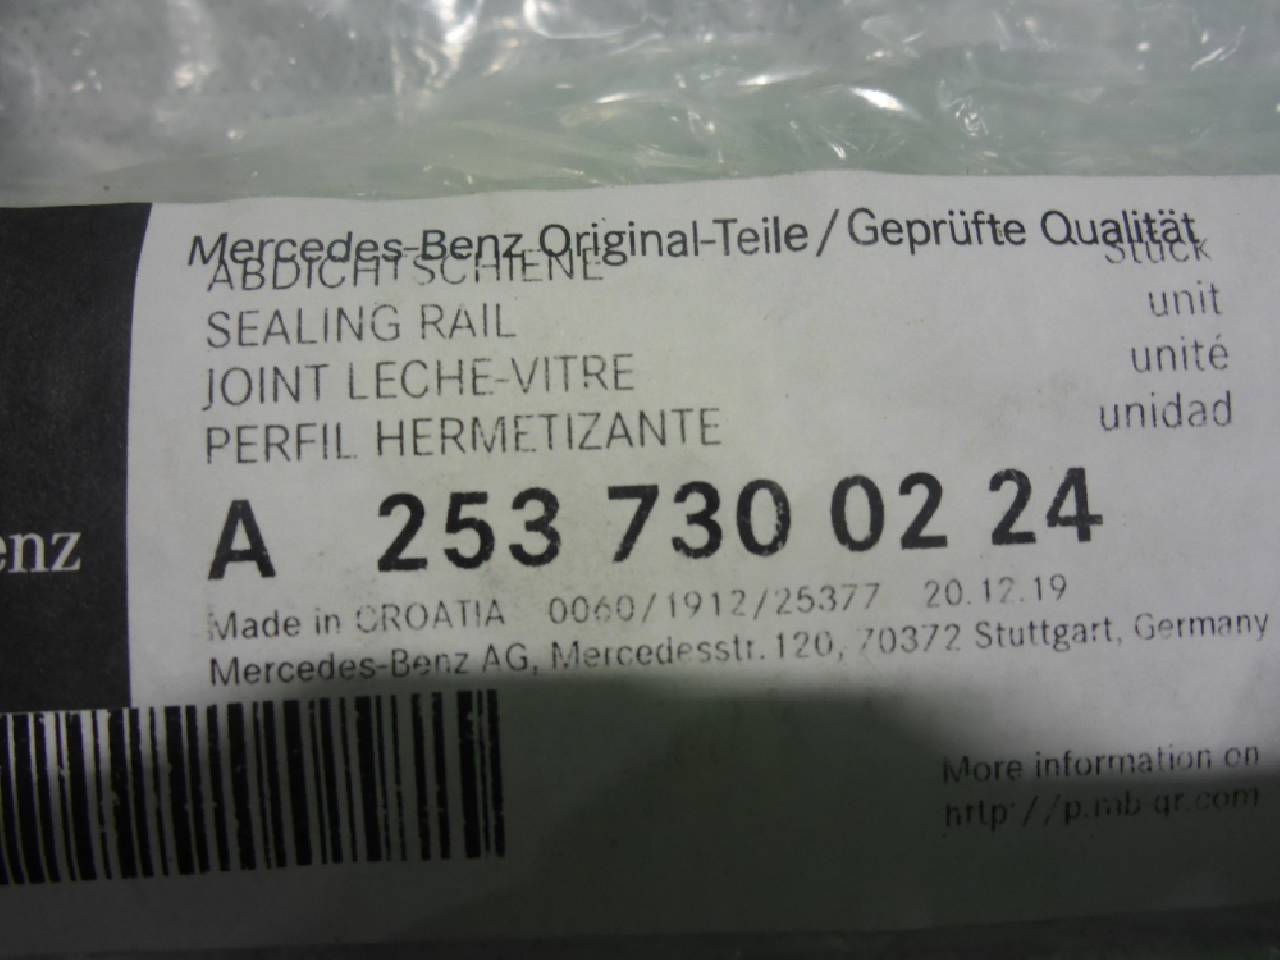 Mercedes-Benz Original-Teile / Geprüfte Qualität
ABDICHTSCHIENE Stück
SEALING RAIL unit
JOINT LECHE-VITRE unité
PERFIL HERMETIZANTE unidad
A 253 730 02 24
enz
Made in CROATIA 0060/1912/25377 20.12.19
Mercedes-Benz AG, Mercedesstr. 120, 70372 Stuttgart, Germany
More information on
http://p.mb-qr.com